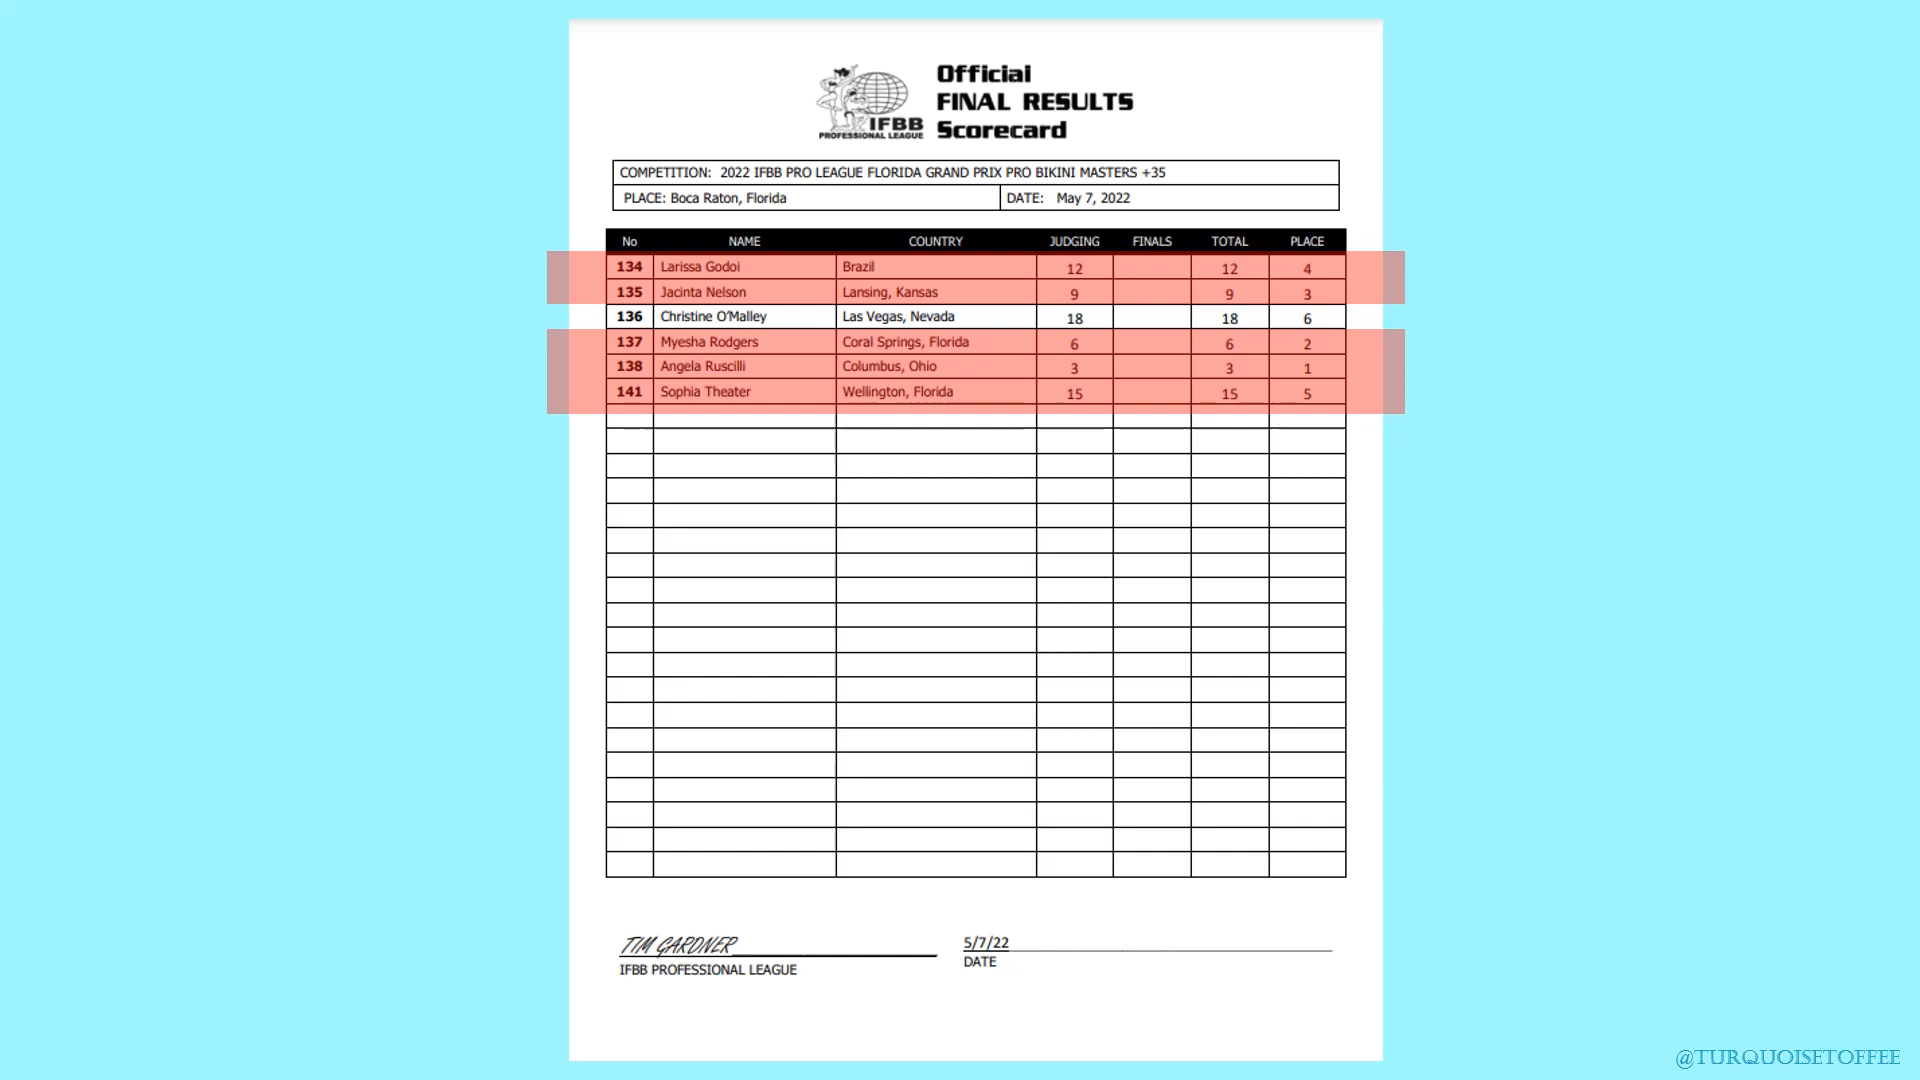 Official
FINAL RESULTS
Scorecard
IFBB
PROFESSIONAL LEAGUE
COMPETITION: 2022 IFBB PRO LEAGUE FLORIDA GRAND PRIX PRO BIKINI MASTERS +35
PLACE: Boca Raton, Florida DATE: May 7, 2022
No NAME COUNTRY JUDGING FINALS TOTAL PLACE
134 Larissa Godoi Brazil 12 12 4
135 Jacinta Nelson Lansing, Kansas 9 9 3
136 Christine O’Malley Las Vegas, Nevada 18 18 6
137 Myesha Rodgers Coral Springs, Florida 6 6 2
138 Angela Ruscilli Columbus, Ohio 3 3 1
141 Sophia Theater Wellington, Florida 15 15 5
TIM GARDNER 5/7/22
IFBB PROFESSIONAL LEAGUE DATE
@TURQUOISETOFFEE